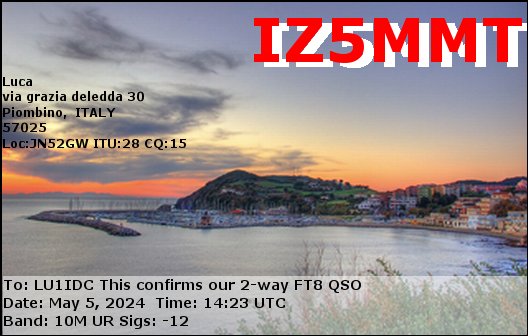 IZ5MMT
Luca
via grazia deledda 30
Piombino, ITALY
57025
Loc:JN52GW ITU:28 CQ:15
To: LU1IDC This confirms our 2-way FT8 QSO
Date: May 5, 2024 Time: 14:23 UTC
Band: 10M UR Sigs: -12